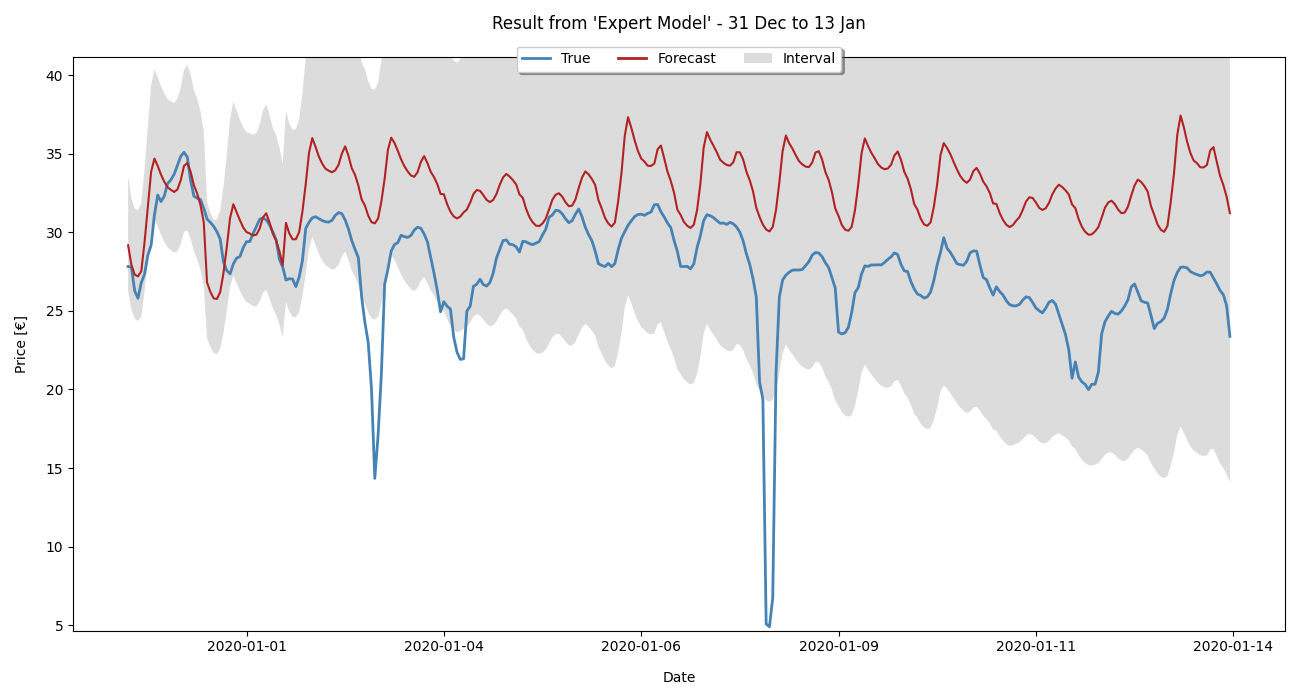 Result from 'Expert Model' - 31 Dec to 13 Jan
True Forecast Interval
40
35
30
25
20
15
10
5
Price [€]
2020-01-01 2020-01-04 2020-01-06 2020-01-09 2020-01-11 2020-01-14
Date